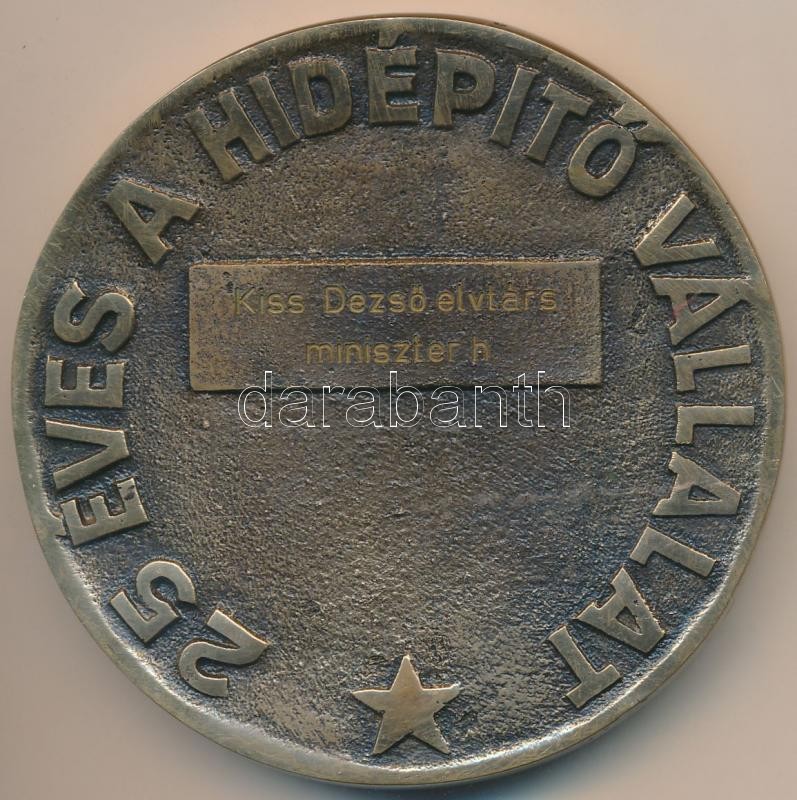 25 ÉVES A HIDÉPITŐ VÁLLALAT
Kiss Dezső elvtárs
miniszter h
darabanth